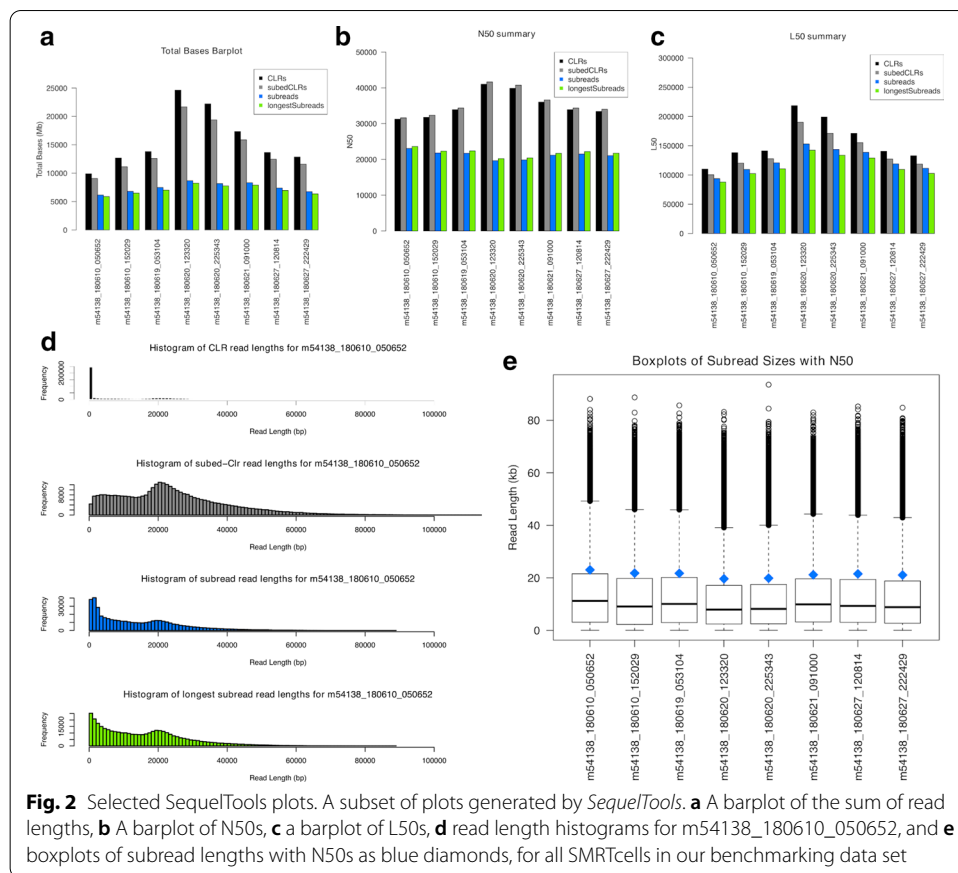 a
Total Bases Barplot
CLRs
subedCLRs
subreads
longestSubreads
Total Bases (Mb)
25000
20000
15000
10000
5000
0
m54138_180610_050652
m54138_180610_152029
m54138_180619_053104
m54138_180620_123320
m54138_180620_225343
m54138_180621_091000
m54138_180627_120814
m54138_180627_222429
b
N50 summary
CLRs
subedCLRs
subreads
longestSubreads
N50
50000
40000
30000
20000
10000
0
m54138_180610_050652
m54138_180610_152029
m54138_180619_053104
m54138_180620_123320
m54138_180620_225343
m54138_180621_091000
m54138_180627_120814
m54138_180627_222429
c
L50 summary
CLRs
subedCLRs
subreads
longestSubreads
L50
300000
250000
200000
150000
100000
50000
0
m54138_180610_050652
m54138_180610_152029
m54138_180619_053104
m54138_180620_123320
m54138_180620_225343
m54138_180621_091000
m54138_180627_120814
m54138_180627_222429
d
Histogram of CLR read lengths for m54138_180610_050652
Frequency
0 200000
0 20000 40000 60000 80000 100000
Read Length (bp)
Histogram of subed-Clr read lengths for m54138_180610_050652
Frequency
0 8000
0 20000 40000 60000 80000 100000
Read Length (bp)
Histogram of subread read lengths for m54138_180610_050652
Frequency
0 30000
0 20000 40000 60000 80000 100000
Read Length (bp)
Histogram of longest subread read lengths for m54138_180610_050652
Frequency
0 15000
0 20000 40000 60000 80000 100000
Read Length (bp)
e
Boxplots of Subread Sizes with N50
Read Length (kb)
80
60
40
20
0
m54138_180610_050652
m54138_180610_152029
m54138_180619_053104
m54138_180620_123320
m54138_180620_225343
m54138_180621_091000
m54138_180627_120814
m54138_180627_222429
Fig. 2 Selected SequelTools plots. A subset of plots generated by SequelTools. a A barplot of the sum of read
lengths, b A barplot of N50s, c a barplot of L50s, d read length histograms for m54138_180610_050652, and e
boxplots of subread lengths with N50s as blue diamonds, for all SMRTcells in our benchmarking data set